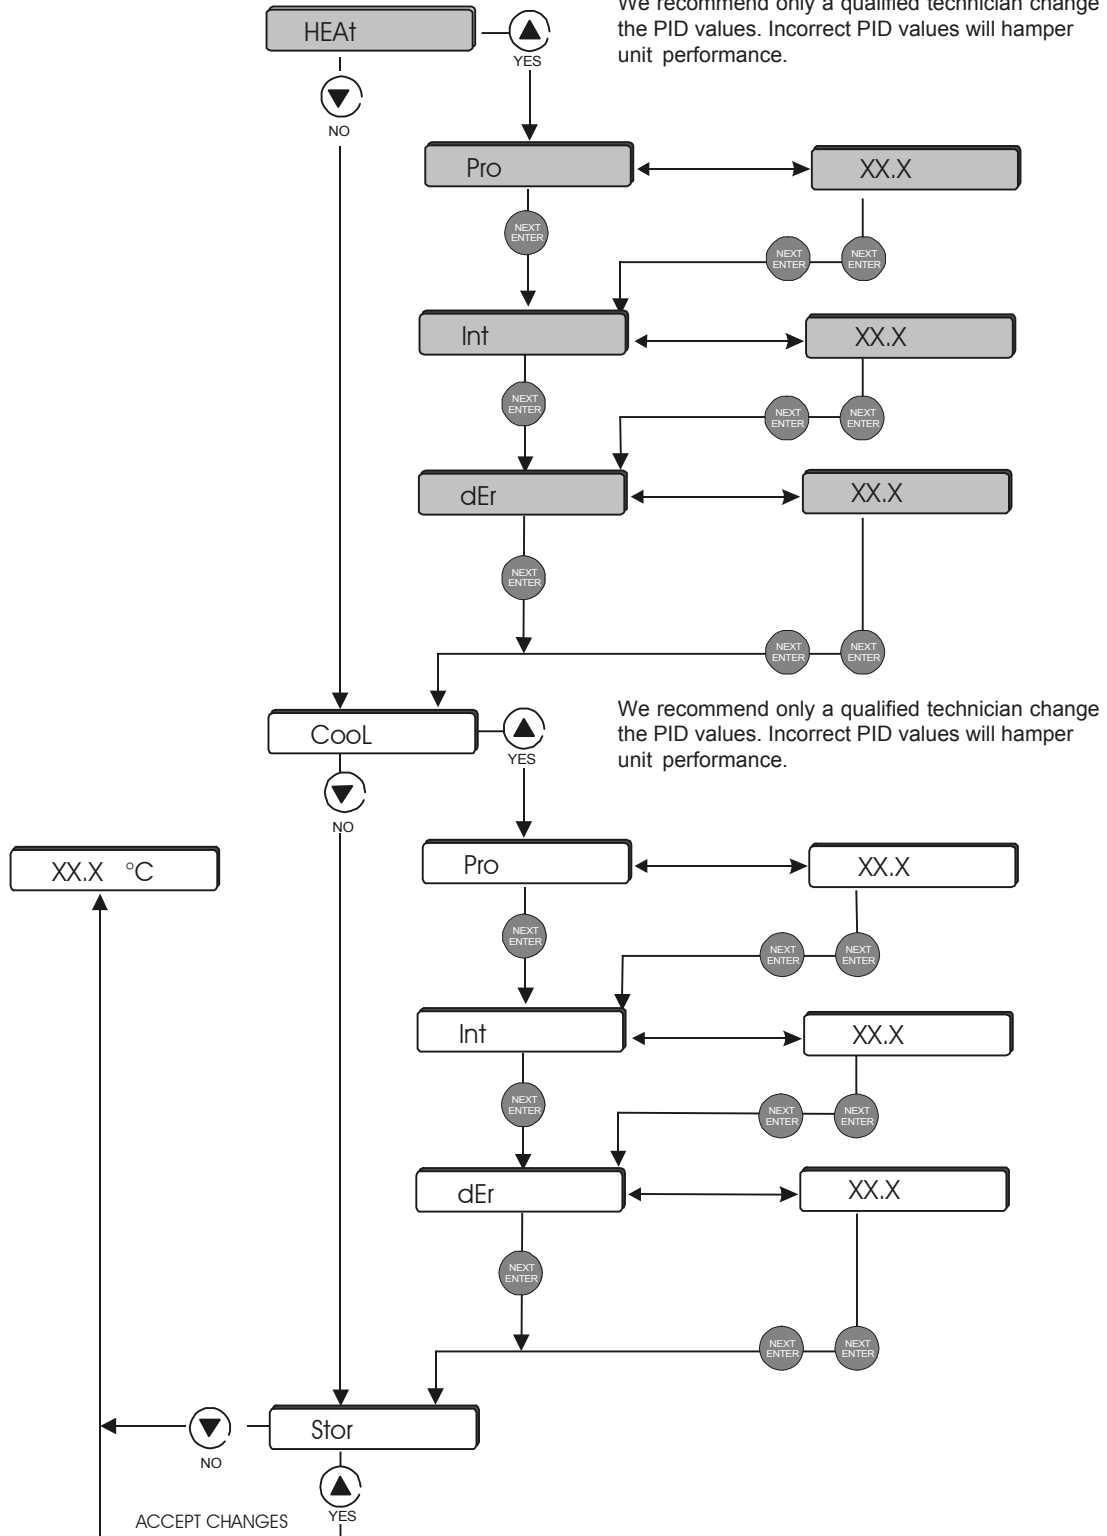 We recommend only a qualified technician change
the PID values. Incorrect PID values will hamper
unit performance.
HEAt
YES
NO
Pro
XX.X
NEXT
ENTER
NEXT
ENTER
NEXT
ENTER
Int
XX.X
NEXT
ENTER
NEXT
ENTER
NEXT
ENTER
dEr
XX.X
NEXT
ENTER
NEXT
ENTER
NEXT
ENTER
We recommend only a qualified technician change
the PID values. Incorrect PID values will hamper
unit performance.
CooL
YES
NO
XX.X °C
Pro
XX.X
NEXT
ENTER
NEXT
ENTER
NEXT
ENTER
Int
XX.X
NEXT
ENTER
NEXT
ENTER
NEXT
ENTER
dEr
XX.X
NEXT
ENTER
NEXT
ENTER
NEXT
ENTER
Stor
NO
YES
ACCEPT CHANGES